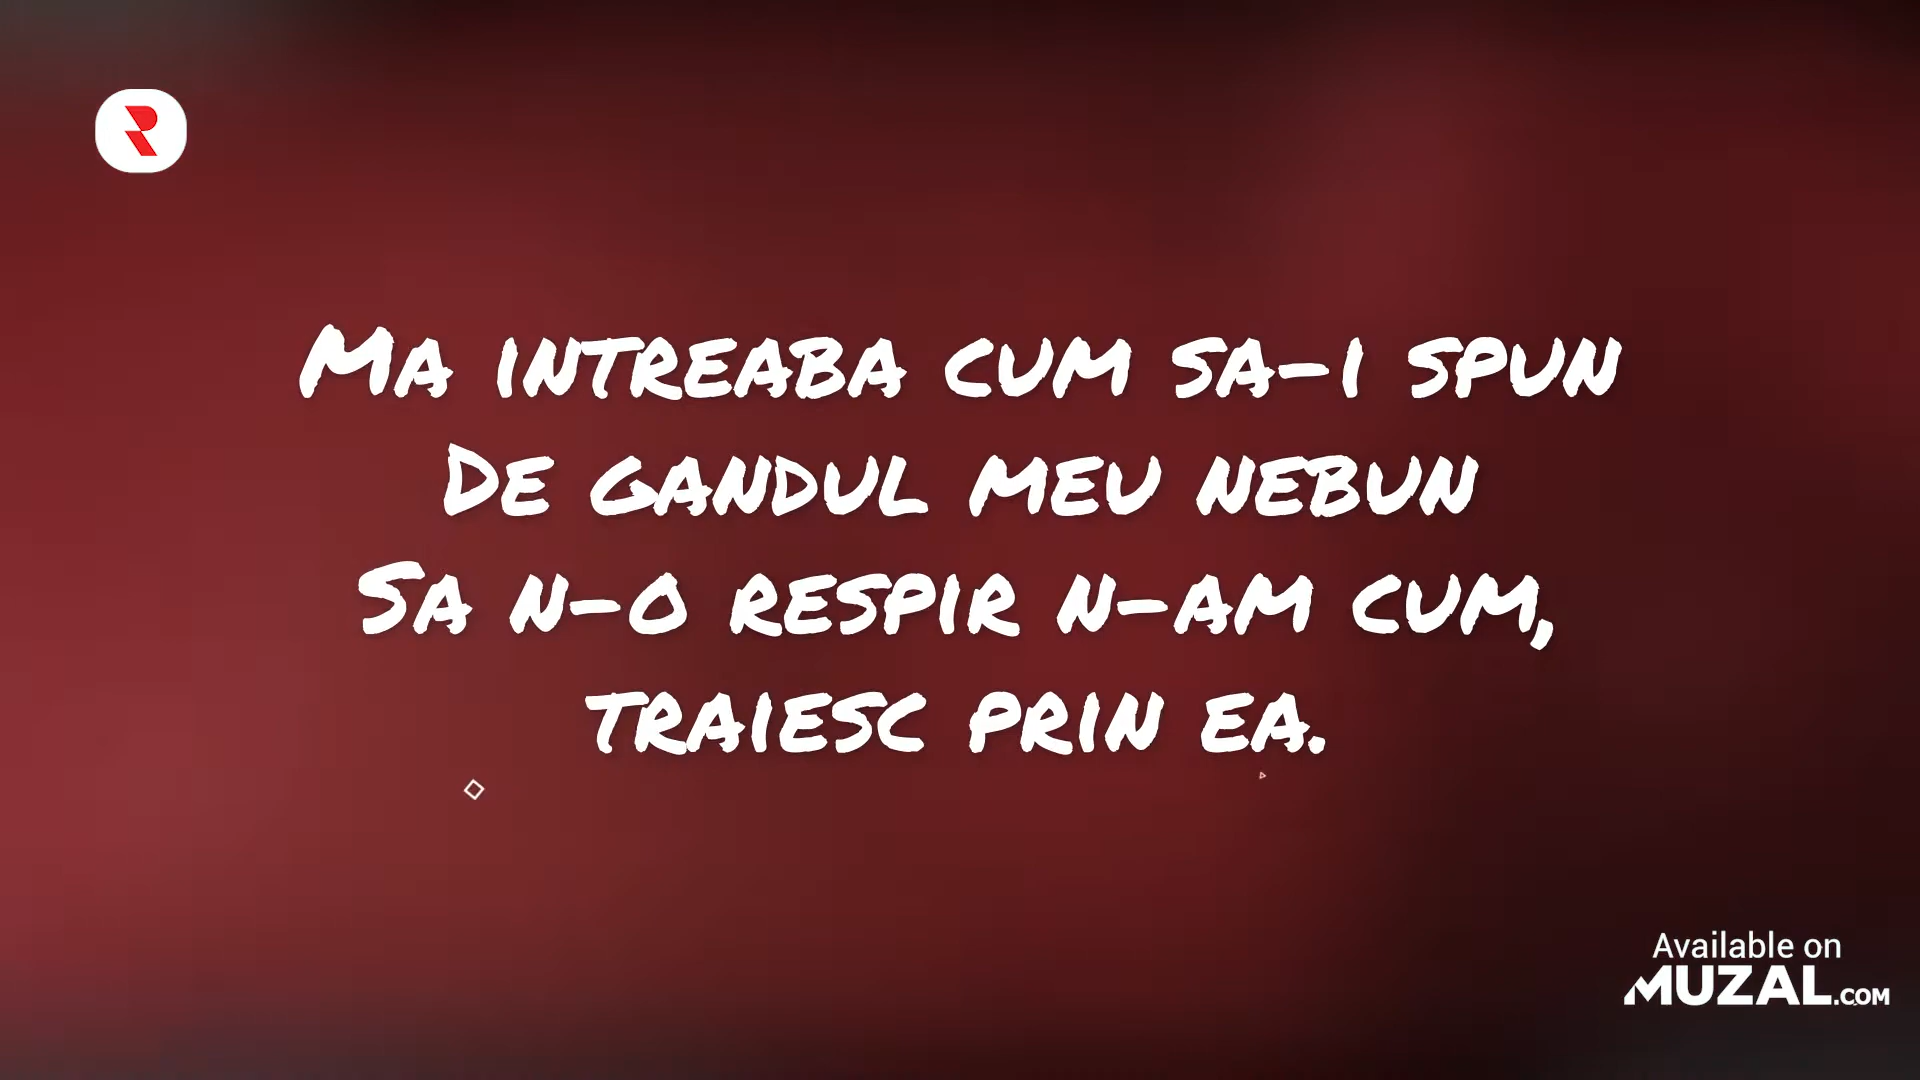 Ma intreaba cum sa-i spun
De gandul meu nebun
Sa n-o respir n-am cum,
traiesc prin ea.
Available on
MUZAL.COM